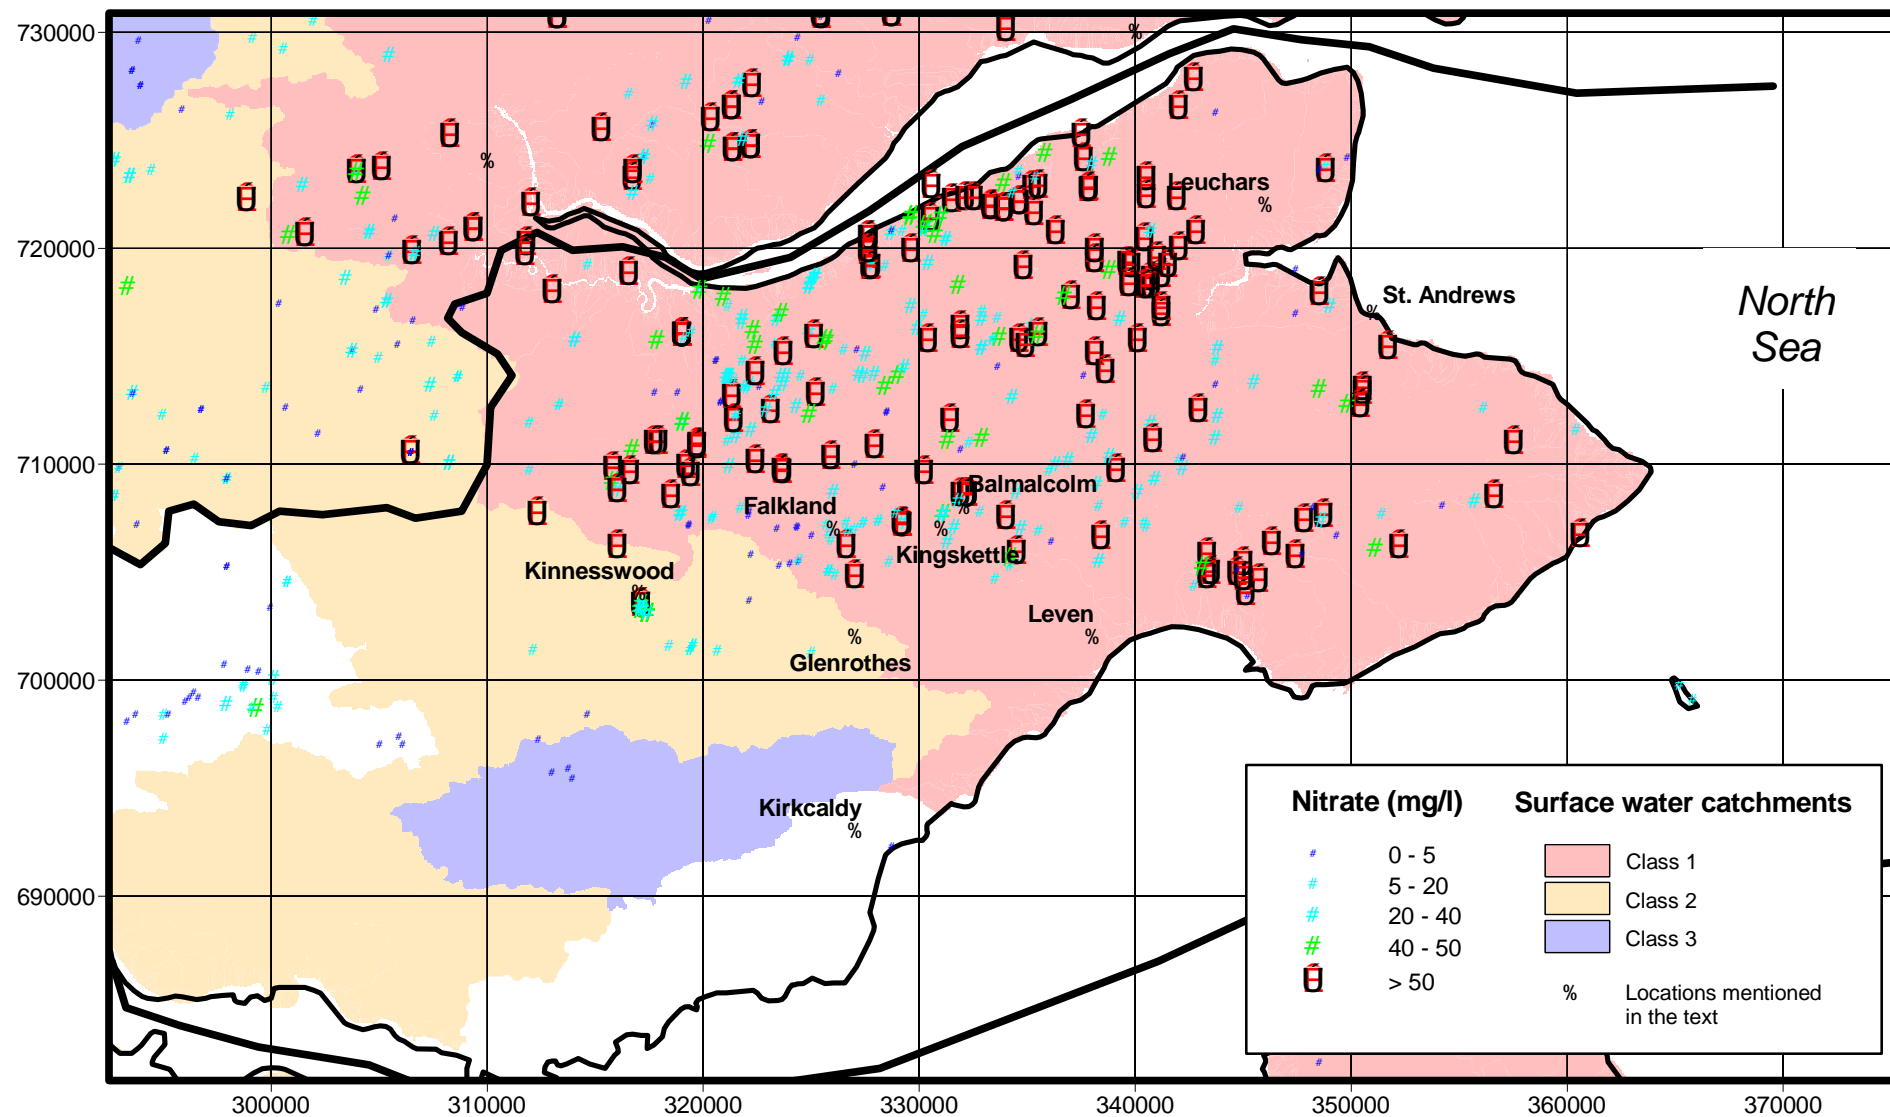 730000
720000
710000
700000
690000
300000
310000
320000
330000
340000
350000
360000
370000
Leuchars
St. Andrews
North
Sea
Balmalcolm
Falkland
Kingskettle
Kinnesswood
Leven
Glenrothes
Kirkcaldy
Nitrate (mg/l)
0 - 5
5 - 20
20 - 40
40 - 50
> 50
Surface water catchments
Class 1
Class 2
Class 3
% Locations mentioned
in the text